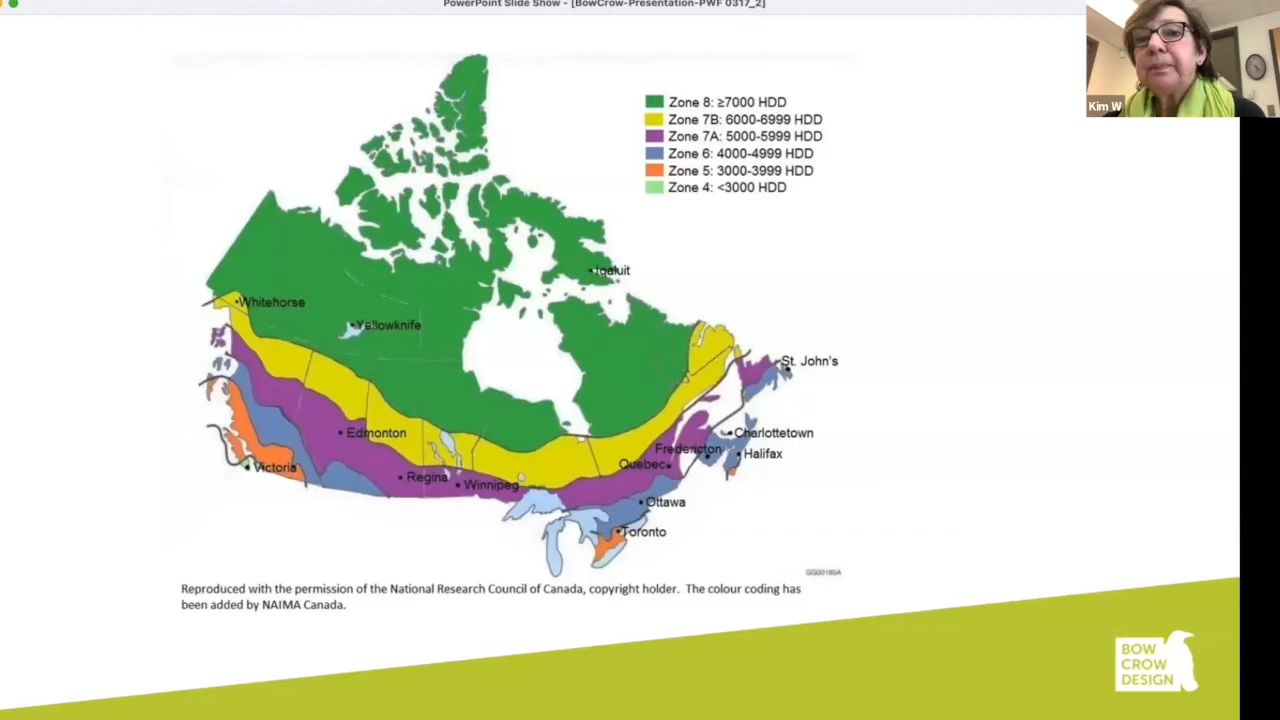 PowerPoint Slide Show - [BowCrow-Presentation-PWF 0317_2]
Kim W
Zone 8: ≥7000 HDD
Zone 7B: 6000-6999 HDD
Zone 7A: 5000-5999 HDD
Zone 6: 4000-4999 HDD
Zone 5: 3000-3999 HDD
Zone 4: <3000 HDD
Iqaluit
Whitehorse
Yellowknife
St. John's
Edmonton
Charlottetown
Fredericton
Halifax
Quebec
Victoria
Regina
Winnipeg
Ottawa
Toronto
GG00180A
Reproduced with the permission of the National Research Council of Canada, copyright holder. The colour coding has
been added by NAIMA Canada.
BOW
CROW
DESIGN